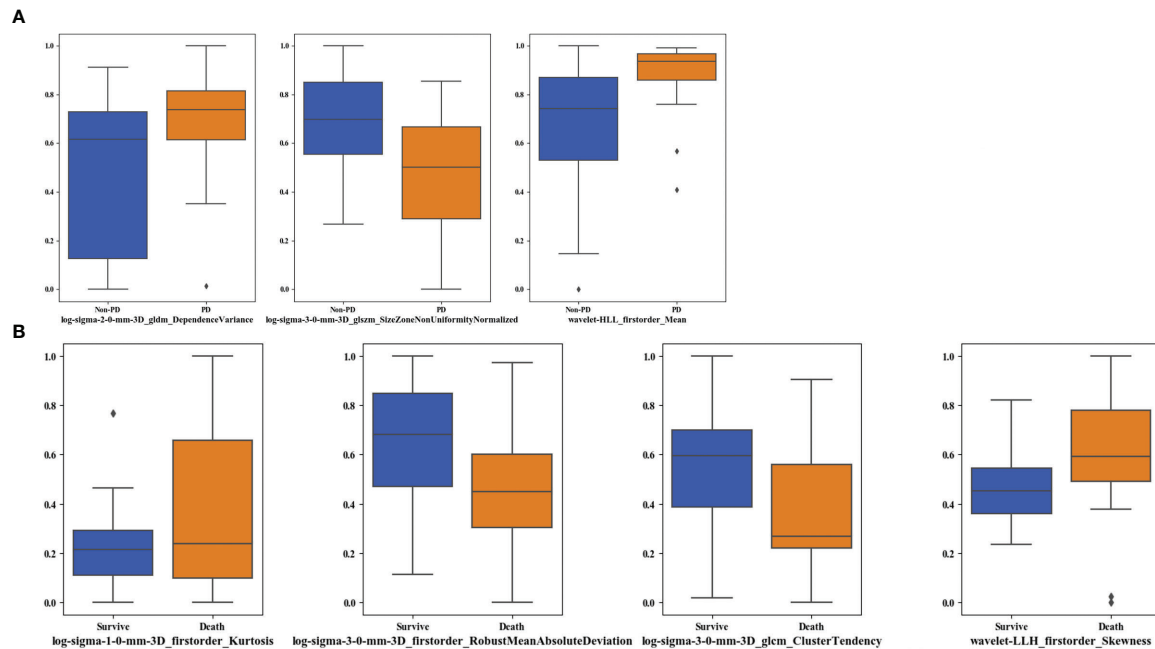 A
1.0 1.0 1.0
0.8 0.8 0.8
0.6 0.6 0.6
0.4 0.4 0.4
0.2 0.2 0.2
0.0 0.0 0.0
Non-PD PD Non-PD PD Non-PD PD
log-sigma-2-0-mm-3D_gldm_DependenceVariance log-sigma-3-0-mm-3D_glszm_SizeZoneNonUniformityNormalized wavelet-HLL_firstorder_Mean
B
1.0 1.0 1.0 1.0
0.8 0.8 0.8 0.8
0.6 0.6 0.6 0.6
0.4 0.4 0.4 0.4
0.2 0.2 0.2 0.2
0.0 0.0 0.0 0.0
Survive Death Survive Death Survive Death Survive Death
log-sigma-1-0-mm-3D_firstorder_Kurtosis log-sigma-3-0-mm-3D_firstorder_RobustMeanAbsoluteDeviation log-sigma-3-0-mm-3D_glcm_ClusterTendency wavelet-LLH_firstorder_Skewness